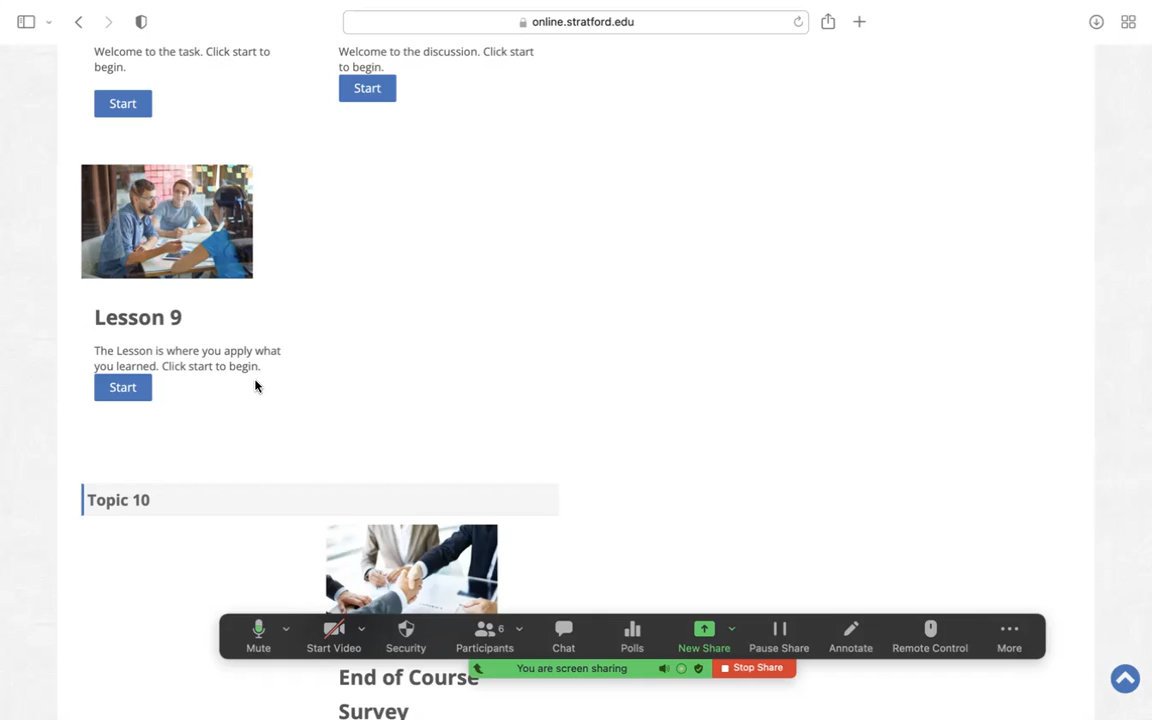 online.stratford.edu
Welcome to the task. Click start to
begin.
Start
Welcome to the discussion. Click start
to begin.
Start
Lesson 9
The Lesson is where you apply what
you learned. Click start to begin.
Start
Topic 10
Mute
Start Video
Security
6
Participants
Chat
Polls
New Share
Pause Share
Annotate
Remote Control
More
You are screen sharing
Stop Share
End of Course
Survey